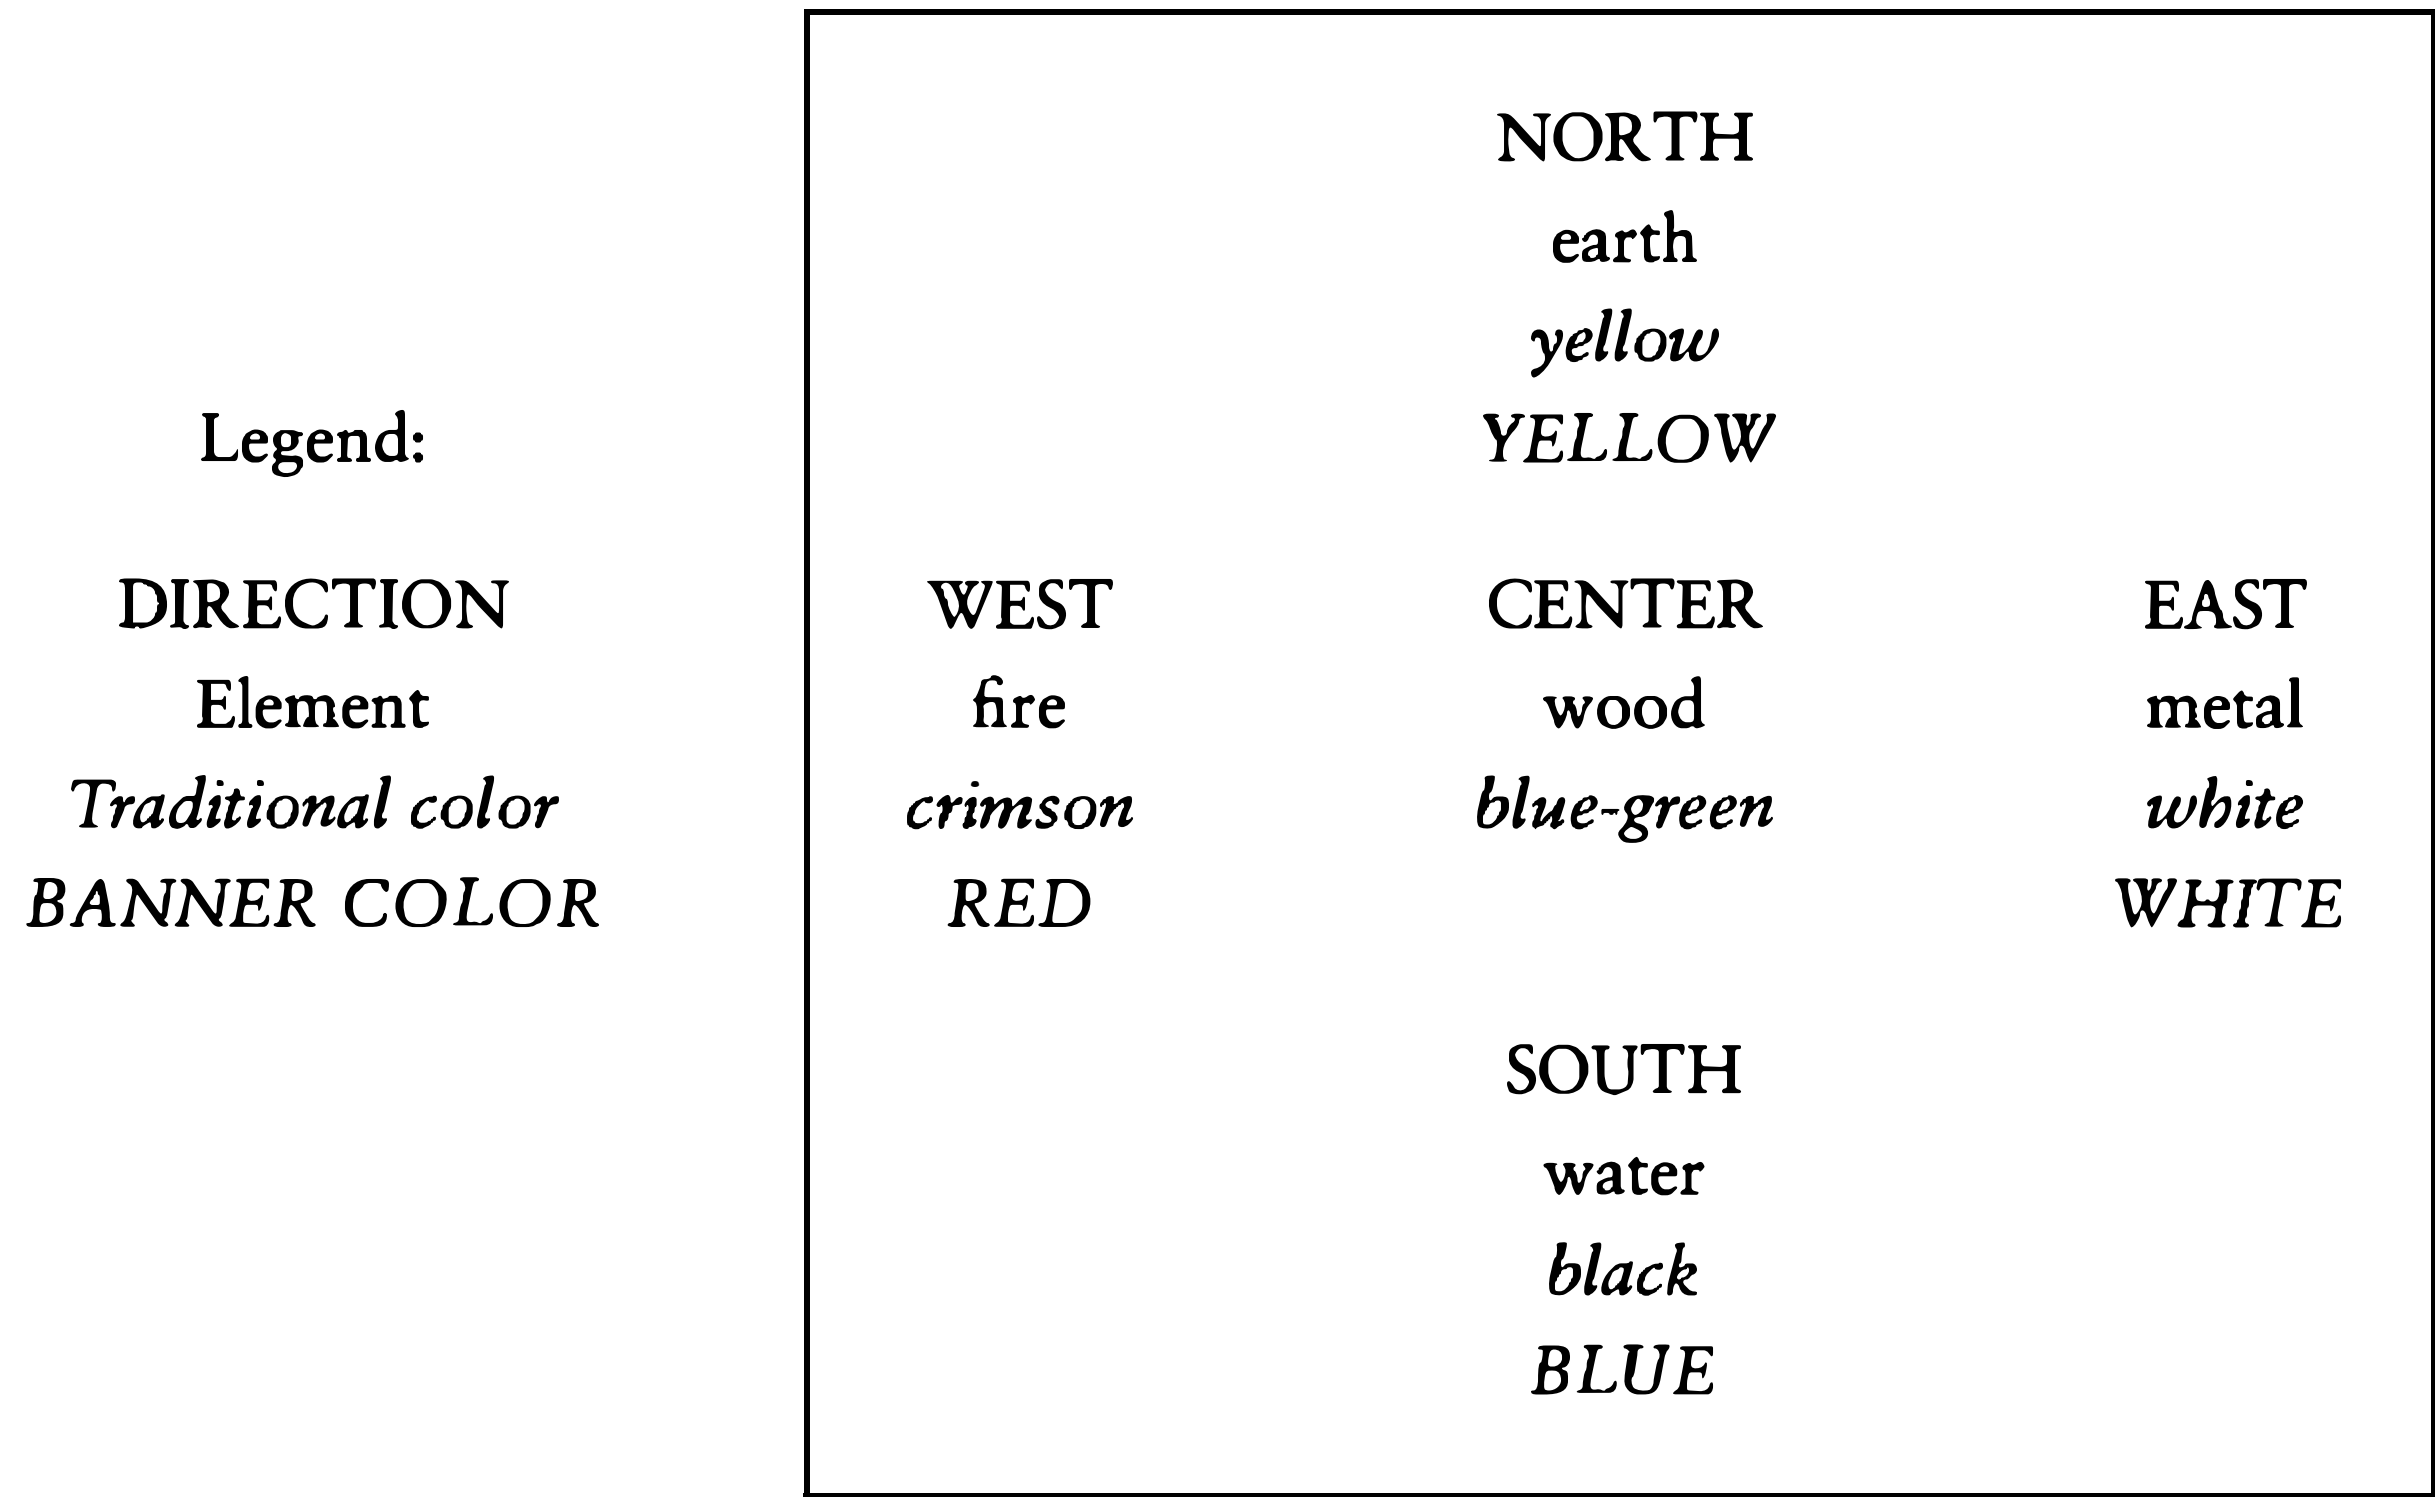 Legend:
DIRECTION
Element
Traditional color
BANNER COLOR
NORTH
earth
yellow
YELLOW
WEST
fire
crimson
RED
CENTER
wood
blue-green
EAST
metal
white
WHITE
SOUTH
water
black
BLUE